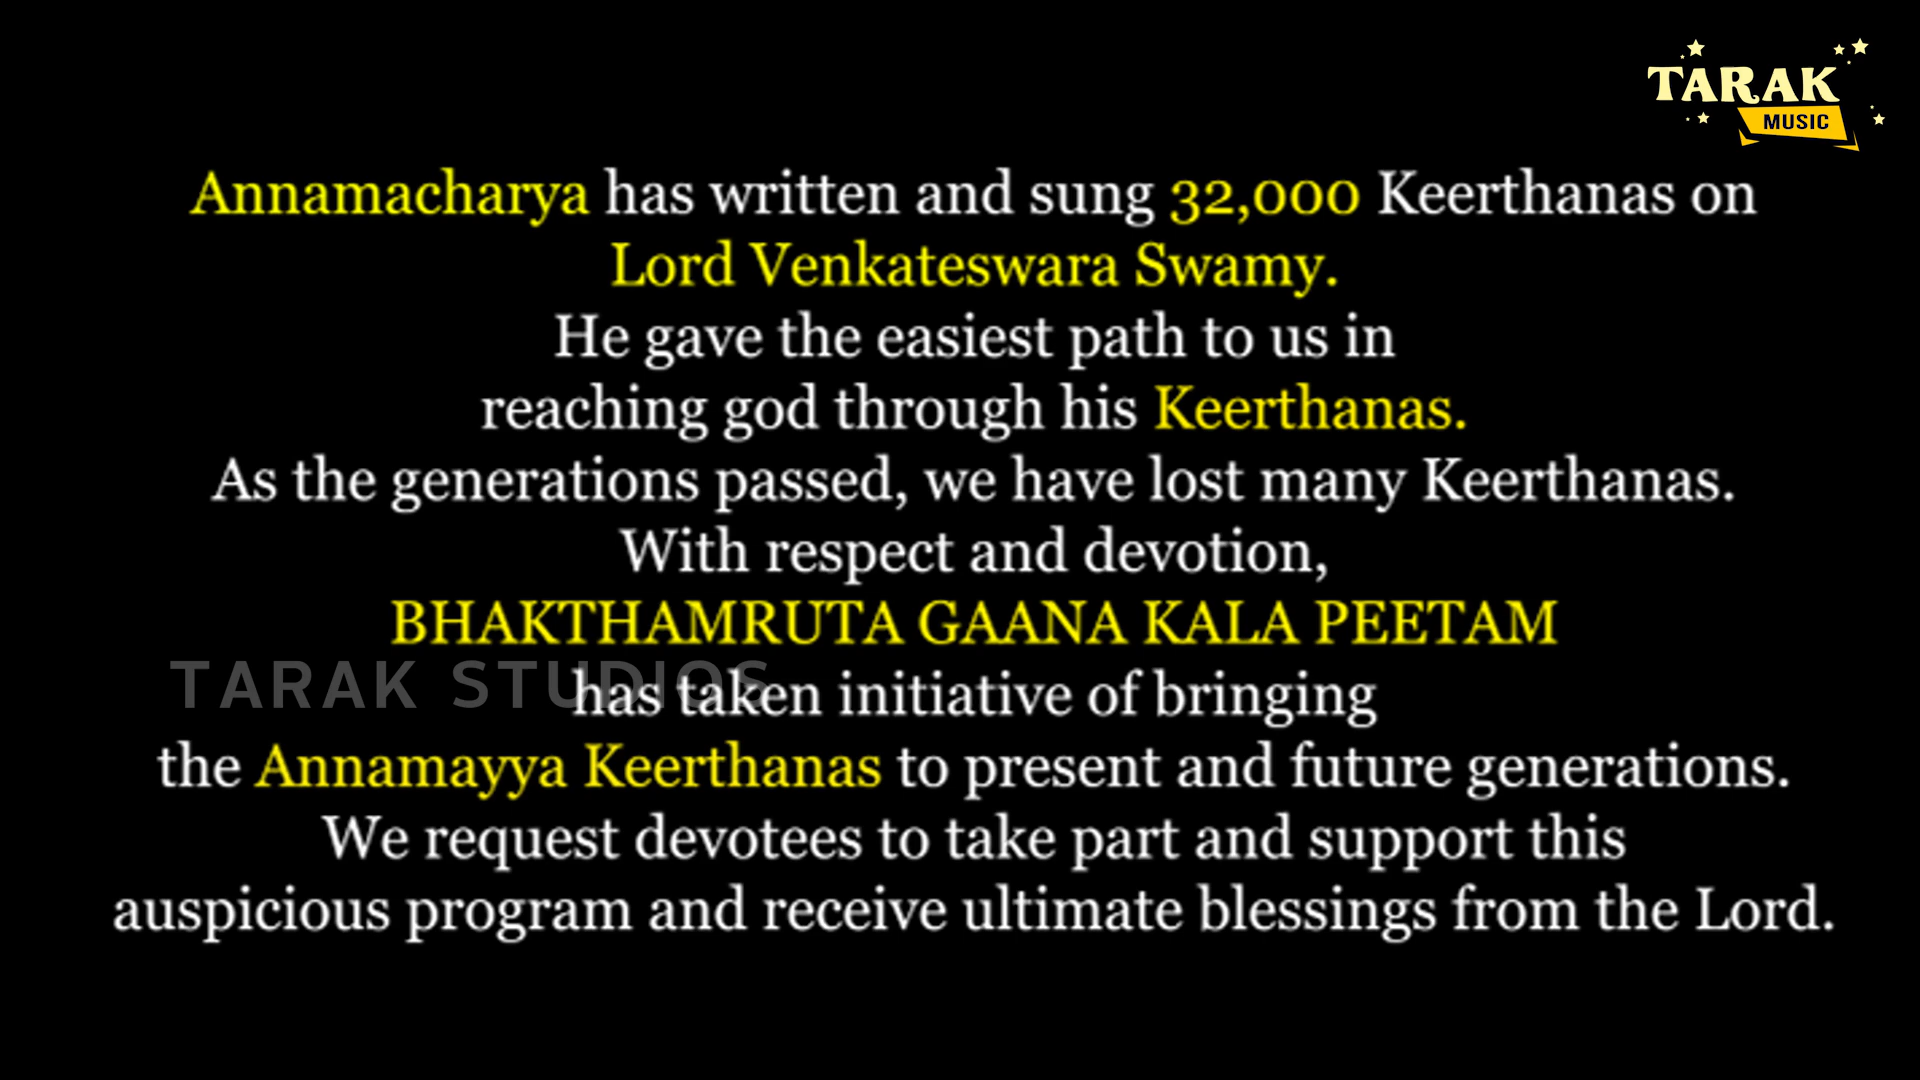 TARAK
MUSIC
Annamacharya has written and sung 32,000 Keerthanas on
Lord Venkateswara Swamy.
He gave the easiest path to us in
reaching god through his Keerthanas.
As the generations passed, we have lost many Keerthanas.
With respect and devotion,
BHAKTHAMRUTA GAANA KALA PEETAM
TARAK STUDIOS
has taken initiative of bringing
the Annamayya Keerthanas to present and future generations.
We request devotees to take part and support this
auspicious program and receive ultimate blessings from the Lord.